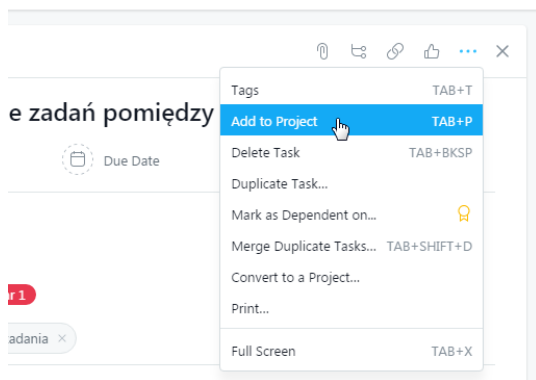 Tags TAB+T
e zadań pomiędzy
Add to Project TAB+P
Due Date
Delete Task TAB+BKSP
Duplicate Task...
Mark as Dependent on...
Merge Duplicate Tasks... TAB+SHIFT+D
Convert to a Project...
1
Print...
adania ×
Full Screen TAB+X